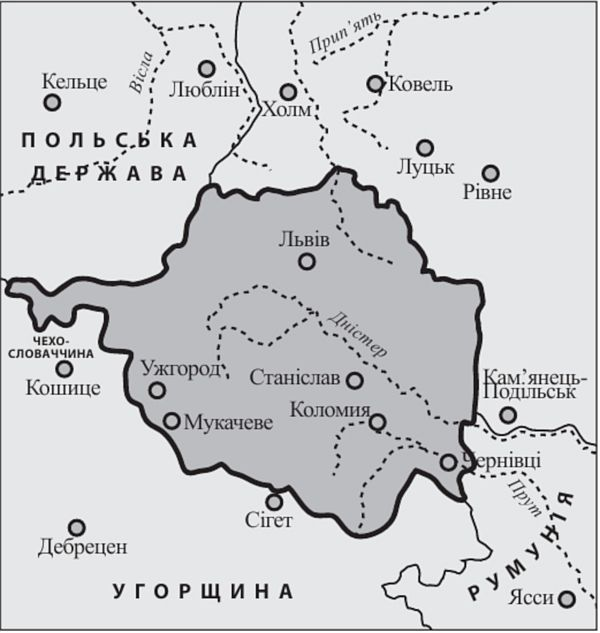 Прип'ять
Вісла
Кельце
Люблін
Холм
Ковель
ПОЛЬСЬКА
ДЕРЖАВА
Луцьк
Рівне
Львів
Дністер
ЧЕХО-
СЛОВАЧЧИНА
Кошице
Ужгород
Станіслав
Кам'янець-
Подільськ
Мукачеве
Коломия
Чернівці
Сігет
Прут
Дебрецен
УГОРЩИНА
РУМУНІЯ
Ясси